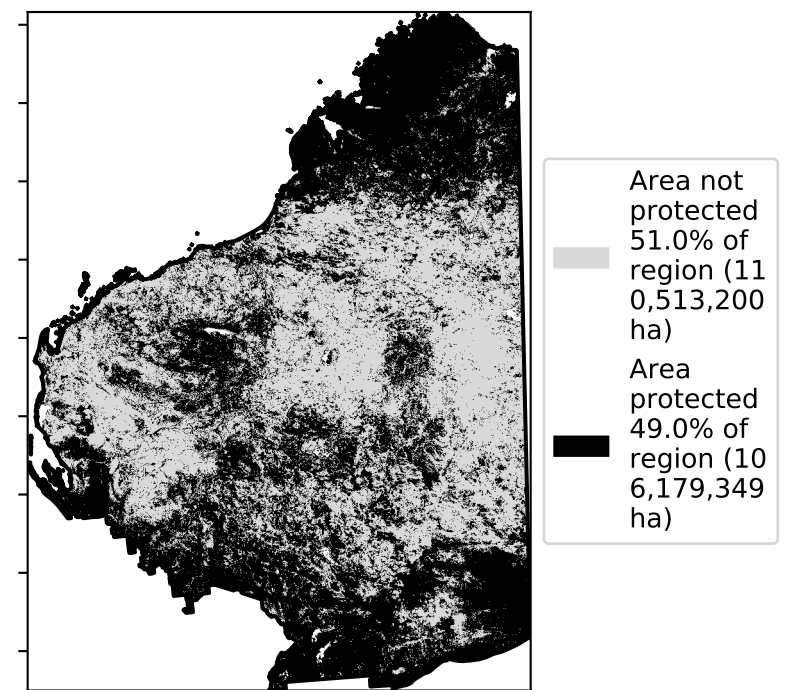 Area not
protected
51.0% of
region (11
0,513,200
ha)
Area
protected
49.0% of
region (10
6,179,349
ha)